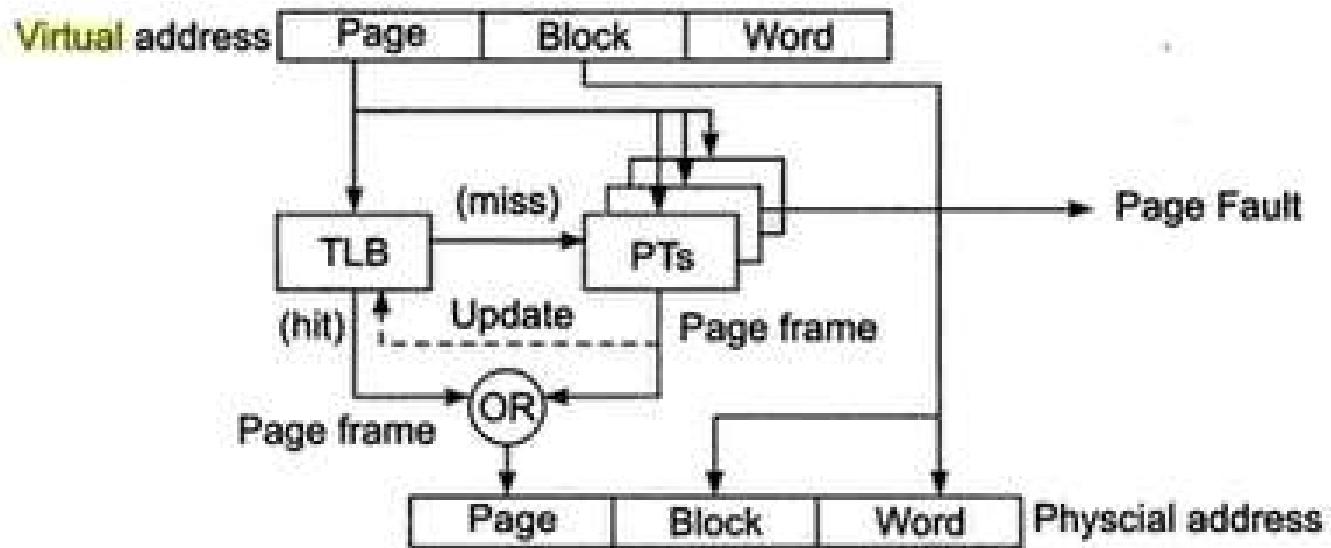 Virtual address Page Block Word
(miss)
Page Fault
TLB PTs
(hit) Update Page frame
OR
Page frame
Page Block Word Physcial address